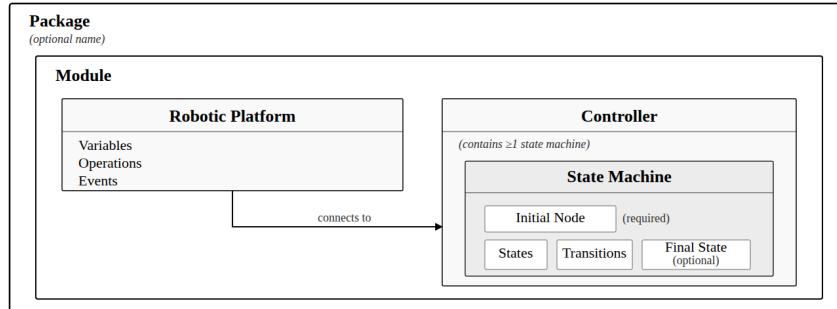 Package
(optional name)
Module
Robotic Platform
Variables
Operations
Events
connects to
Controller
(contains ≥1 state machine)
State Machine
Initial Node
(required)
States
Transitions
Final State
(optional)